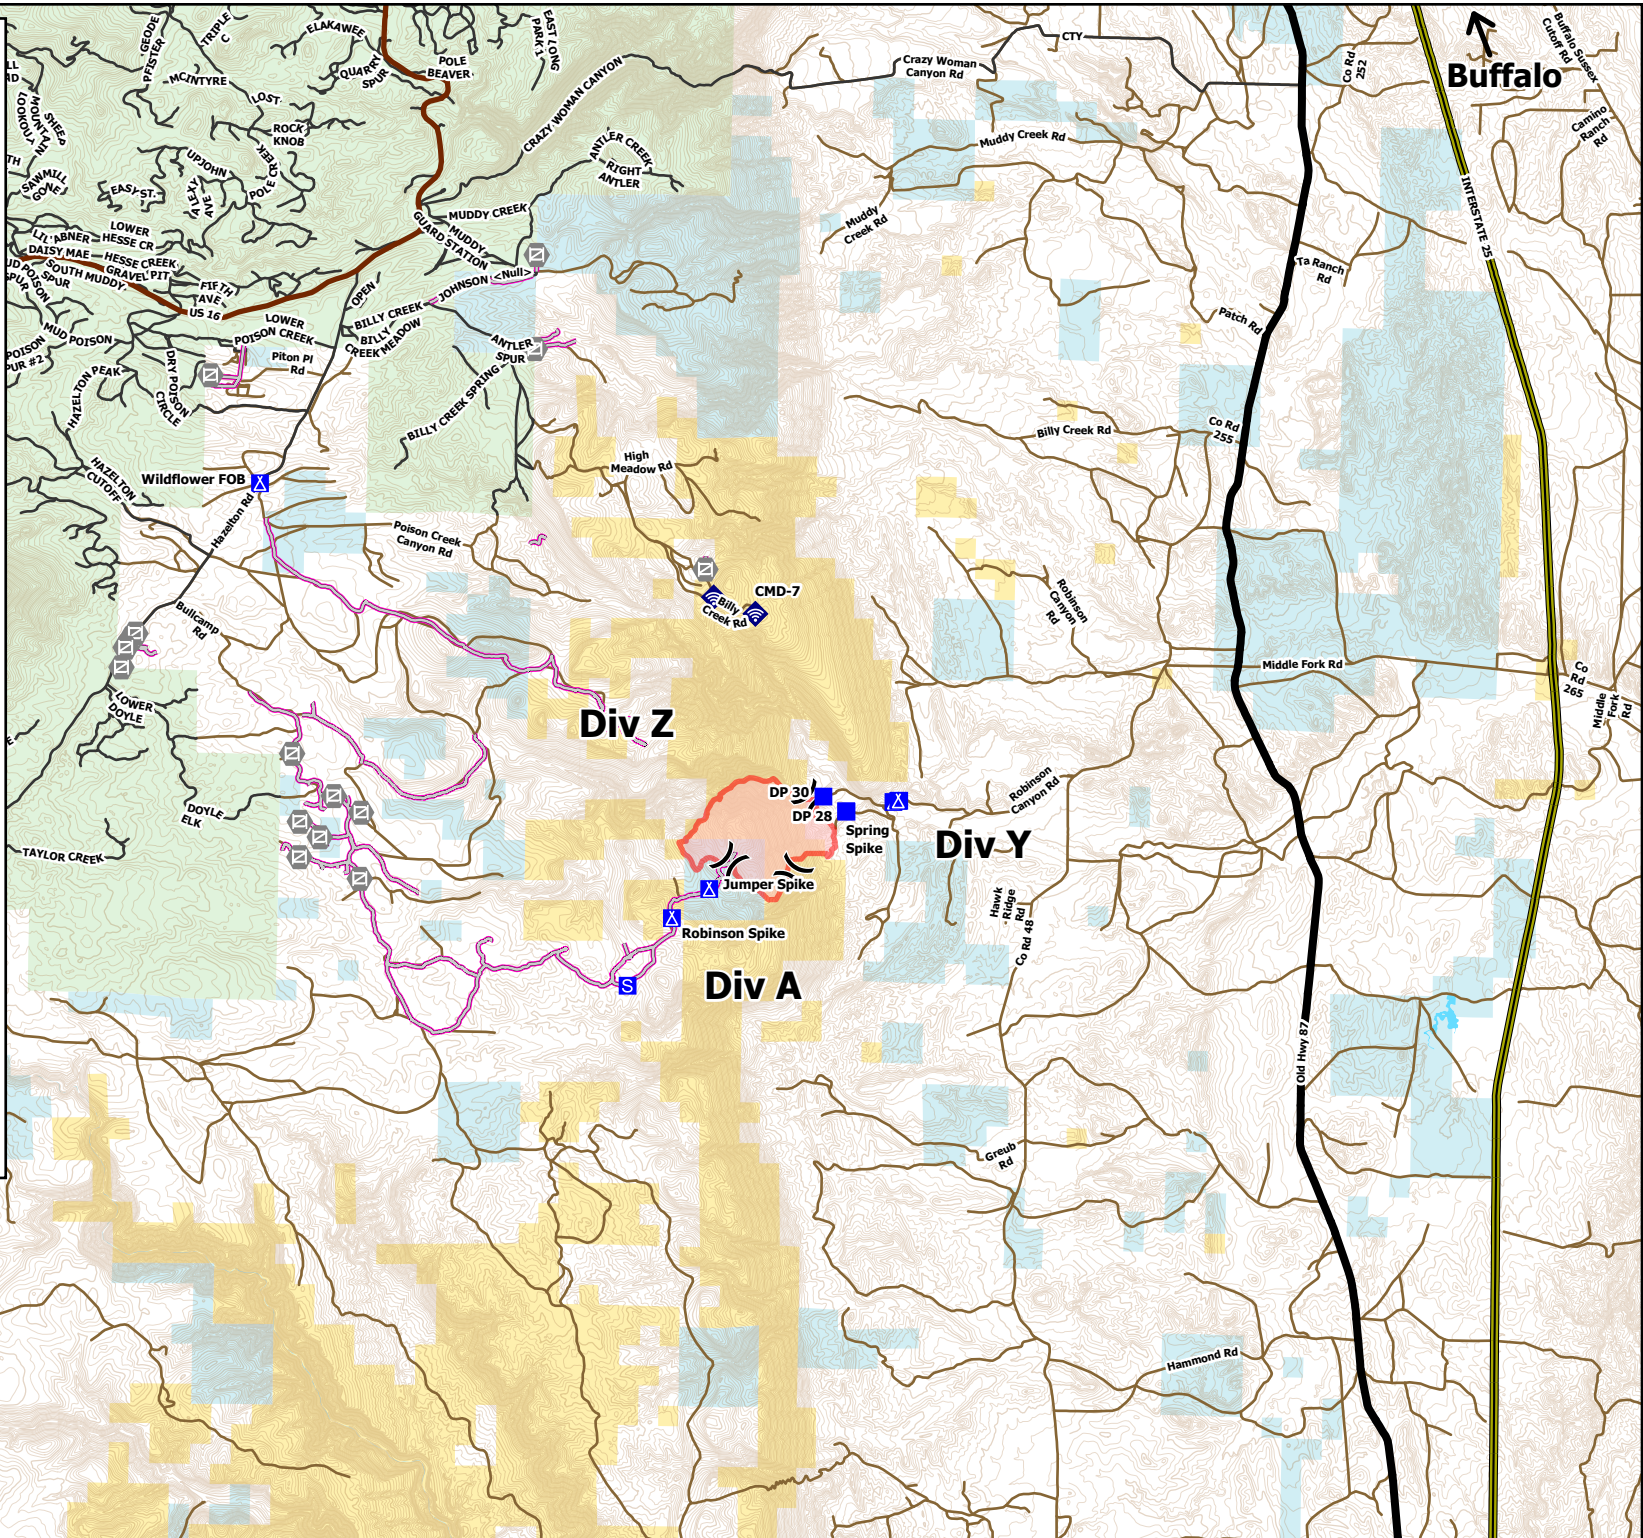 GEODE
PFISTER
TRIPLE
C
ELAKAWEE
EAST LONG
PARK 1
QUARRY
SPUR
POLE
BEAVER
MCINTYRE
LOST
ROCK
KNOB
SHEEP
MOUNTAIN
LOOKOUT
UPJOHN
POLE CREEK
SAWMILL
GONE
EASY ST.
ALEXY
AVE
CRAZY WOMAN CANYON
ANTLER CREEK
RIGHT
ANTLER
MUDDY CREEK
MUDDY
GUARD STATION
LOWER
HESSE CR
LIL'ABNER
DAISY MAE
HESSE CREEK
GRAVEL PIT
SOUTH MUDDY
SPUR
POISON
FIFTH
AVE
US 16
OPEN
JOHNSON
<Null>
BILLY CREEK
BILLY
CREEK MEADOW
LOWER
POISON CREEK
MUD POISON
POISON
PUR #2
HAZELTON PEAK
DRY POISON
CIRCLE
Piton Pl
Rd
ANTLER
SPUR
BILLY CREEK SPRING
HAZELTON
CUTOFF
Wildflower FOB
Hazelton Rd
Poison Creek
Canyon Rd
High
Meadow Rd
Bullcamp
Rd
LOWER
DOYLE
DOYLE
ELK
TAYLOR CREEK
CMD-7
Billy
Creek Rd
Div Z
DP 30
DP 28
Spring
Spike
Div Y
Jumper Spike
Robinson Spike
S
Div A
Crazy Woman
Canyon Rd
CTY
Co Rd
252
Buffalo
Buffalo Sussex
Cutoff Rd
Camino
Ranch
Rd
Muddy Creek Rd
Muddy
Creek Rd
INTERSTATE 25
Ta Ranch
Rd
Patch Rd
Billy Creek Rd
Co Rd
255
Robinson
Canyon
Rd
Middle Fork Rd
Co
Rd
265
Middle
Fork
Rd
Robinson
Canyon Rd
Hawk
Ridge
Rd
Co Rd 48
Old Hwy 87
Greub
Rd
Hammond Rd